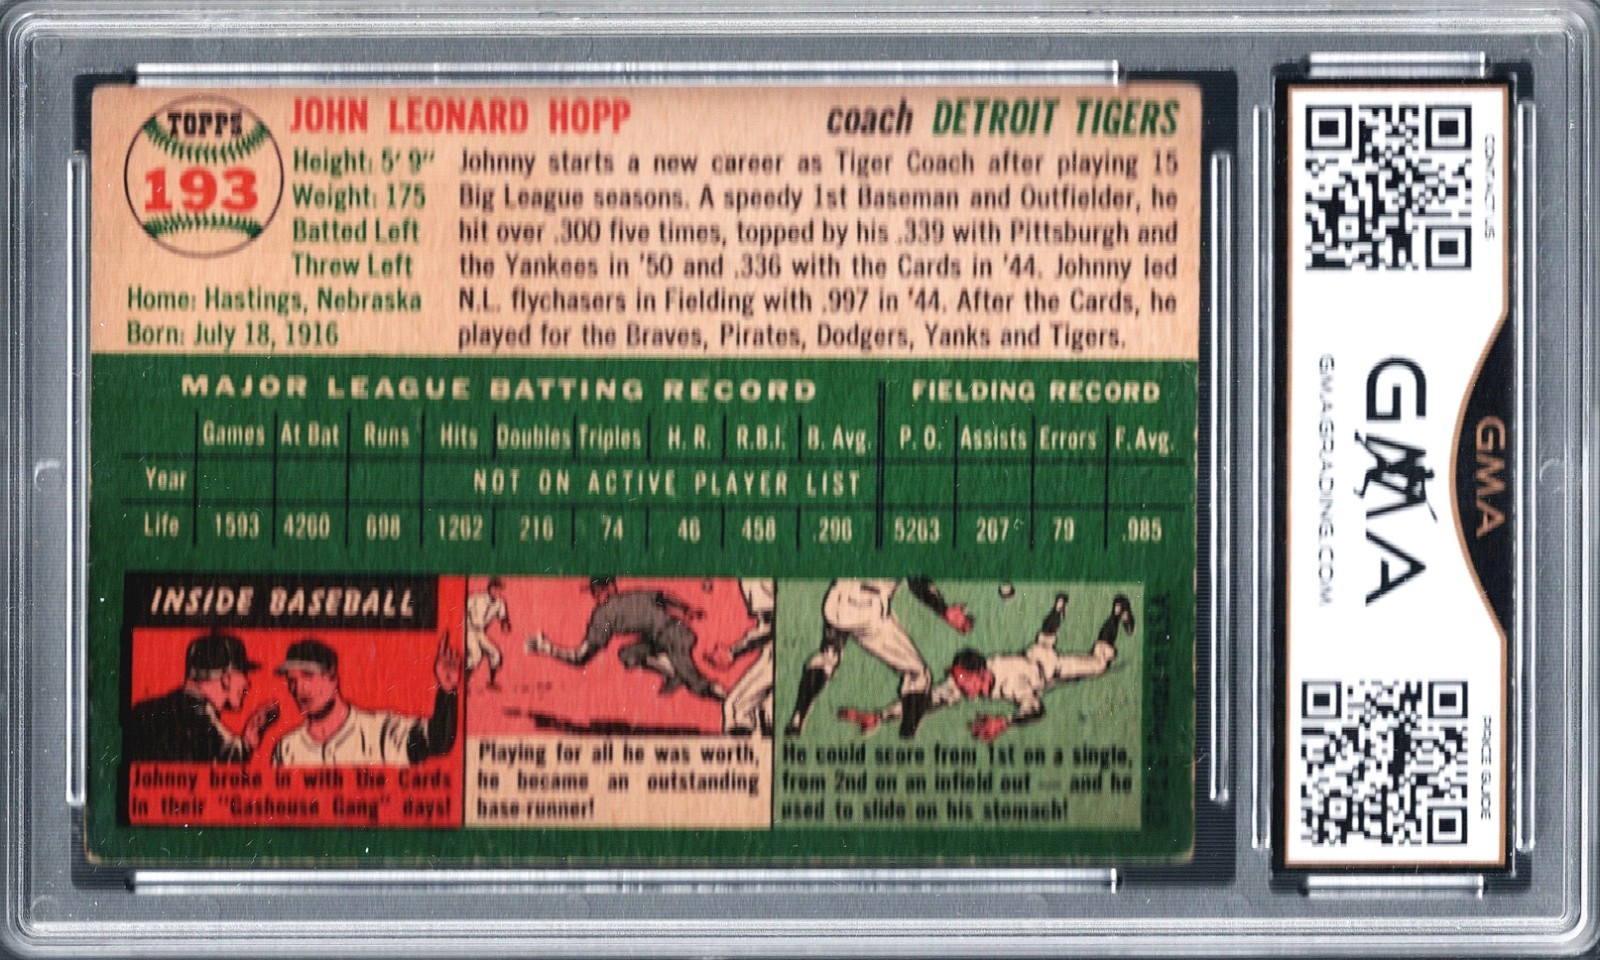 TOPPS
193
JOHN LEONARD HOPP
coach DETROIT TIGERS
Height: 5' 9"
Weight: 175
Batted Left
Threw Left
Home: Hastings, Nebraska
Born: July 18, 1916
Johnny starts a new career as Tiger Coach after playing 15
Big League seasons. A speedy 1st Baseman and Outfielder, he
hit over .300 five times, topped by his .339 with Pittsburgh and
the Yankees in '50 and .336 with the Cards in '44. Johnny led
N.L. flychasers in Fielding with .997 in '44. After the Cards, he
played for the Braves, Pirates, Dodgers, Yanks and Tigers.
MAJOR LEAGUE BATTING RECORD FIELDING RECORD
Games At Bat Runs Hits Doubles Triples H. R. R.B.I. B. Avg. P. O. Assists Errors F. Avg.
Year NOT ON ACTIVE PLAYER LIST
Life 1593 4260 698 1262 216 74 46 458 .296 5263 267 79 .985
INSIDE BASEBALL
Johnny broke in with the Cards
in their "Gashouse Gang" days!
Playing for all he was worth,
he became an outstanding
base-runner!
He could score from 1st on a single,
from 2nd on an infield out — and he
used to slide on his stomach!
CONTACT US
GMA
GMAGRADING.COM
GMA
PRICE GUIDE